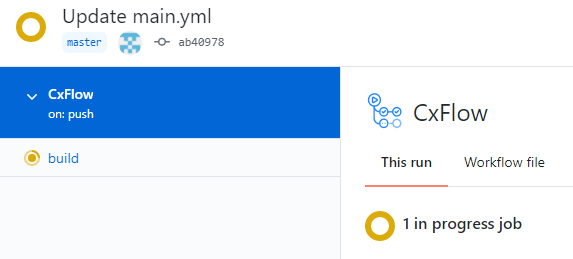 Update main.yml
master ab40978
CxFlow
on: push
build
CxFlow
This run Workflow file
1 in progress job